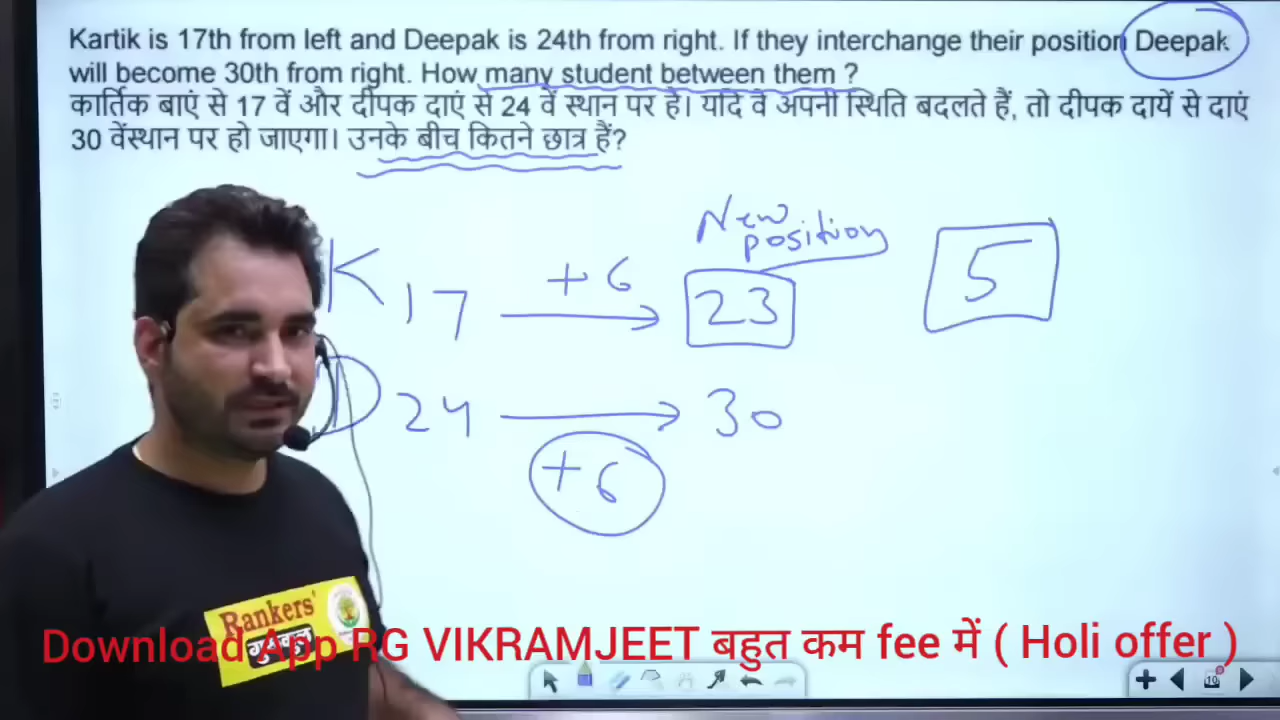 Kartik is 17th from left and Deepak is 24th from right. If they interchange their position Deepak
will become 30th from right. How many student between them ?
कार्तिक बाएं से 17 वें और दीपक दाएं से 24 वें स्थान पर है। यदि वे अपनी स्थिति बदलते हैं, तो दीपक दायें से दाएं
30 वेंस्थान पर हो जाएगा। उनके बीच कितने छात्र हैं?
New
position
K 17 +6 23 5
D 24 +6 30
Rankers'
गुरुकुल
Download App RG VIKRAMJEET बहुत कम fee में ( Holi offer )
19